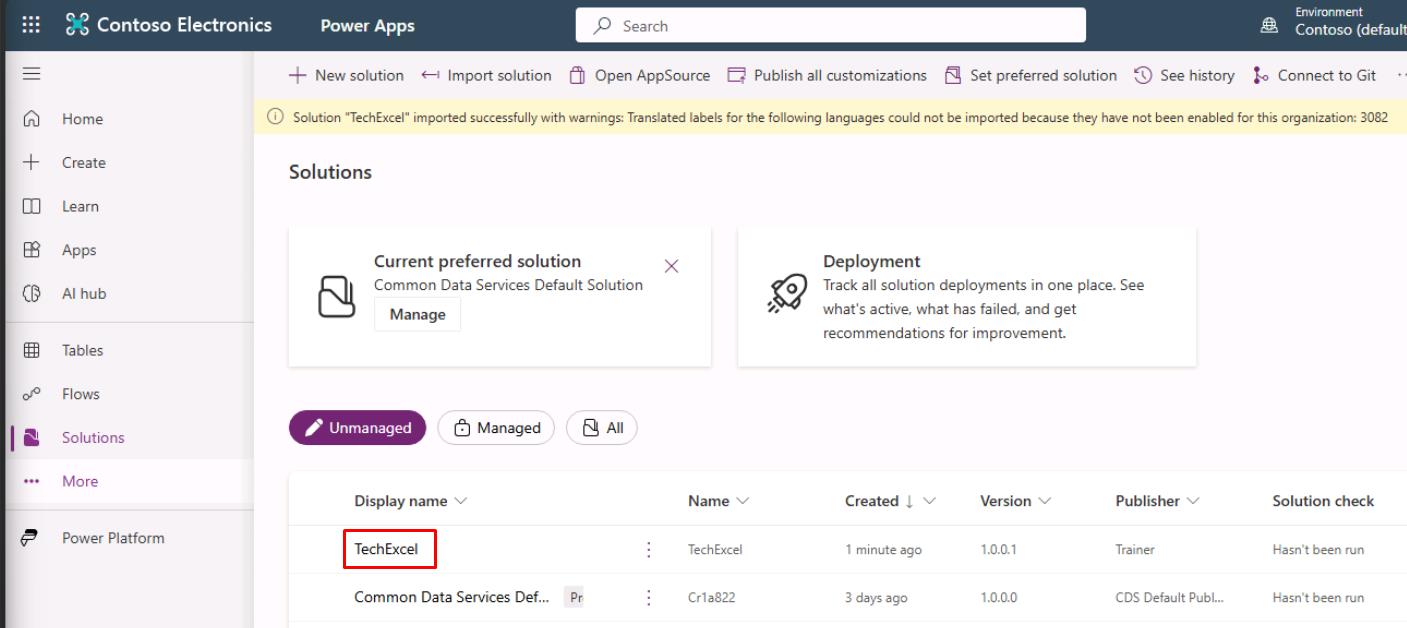 Contoso Electronics Power Apps Search Environment
Contoso (default
New solution Import solution Open AppSource Publish all customizations Set preferred solution See history Connect to Git ··
Solution "TechExcel" imported successfully with warnings: Translated labels for the following languages could not be imported because they have not been enabled for this organization: 3082
Home
Create
Learn
Apps
AI hub
Tables
Flows
Solutions
More
Power Platform
Solutions
Current preferred solution
Common Data Services Default Solution
Manage
Deployment
Track all solution deployments in one place. See
what's active, what has failed, and get
recommendations for improvement.
Unmanaged Managed All
Display name Name Created ↓ Version Publisher Solution check
TechExcel TechExcel 1 minute ago 1.0.0.1 Trainer Hasn't been run
Common Data Services Def... Pr Cr1a822 3 days ago 1.0.0.0 CDS Default Publ... Hasn't been run